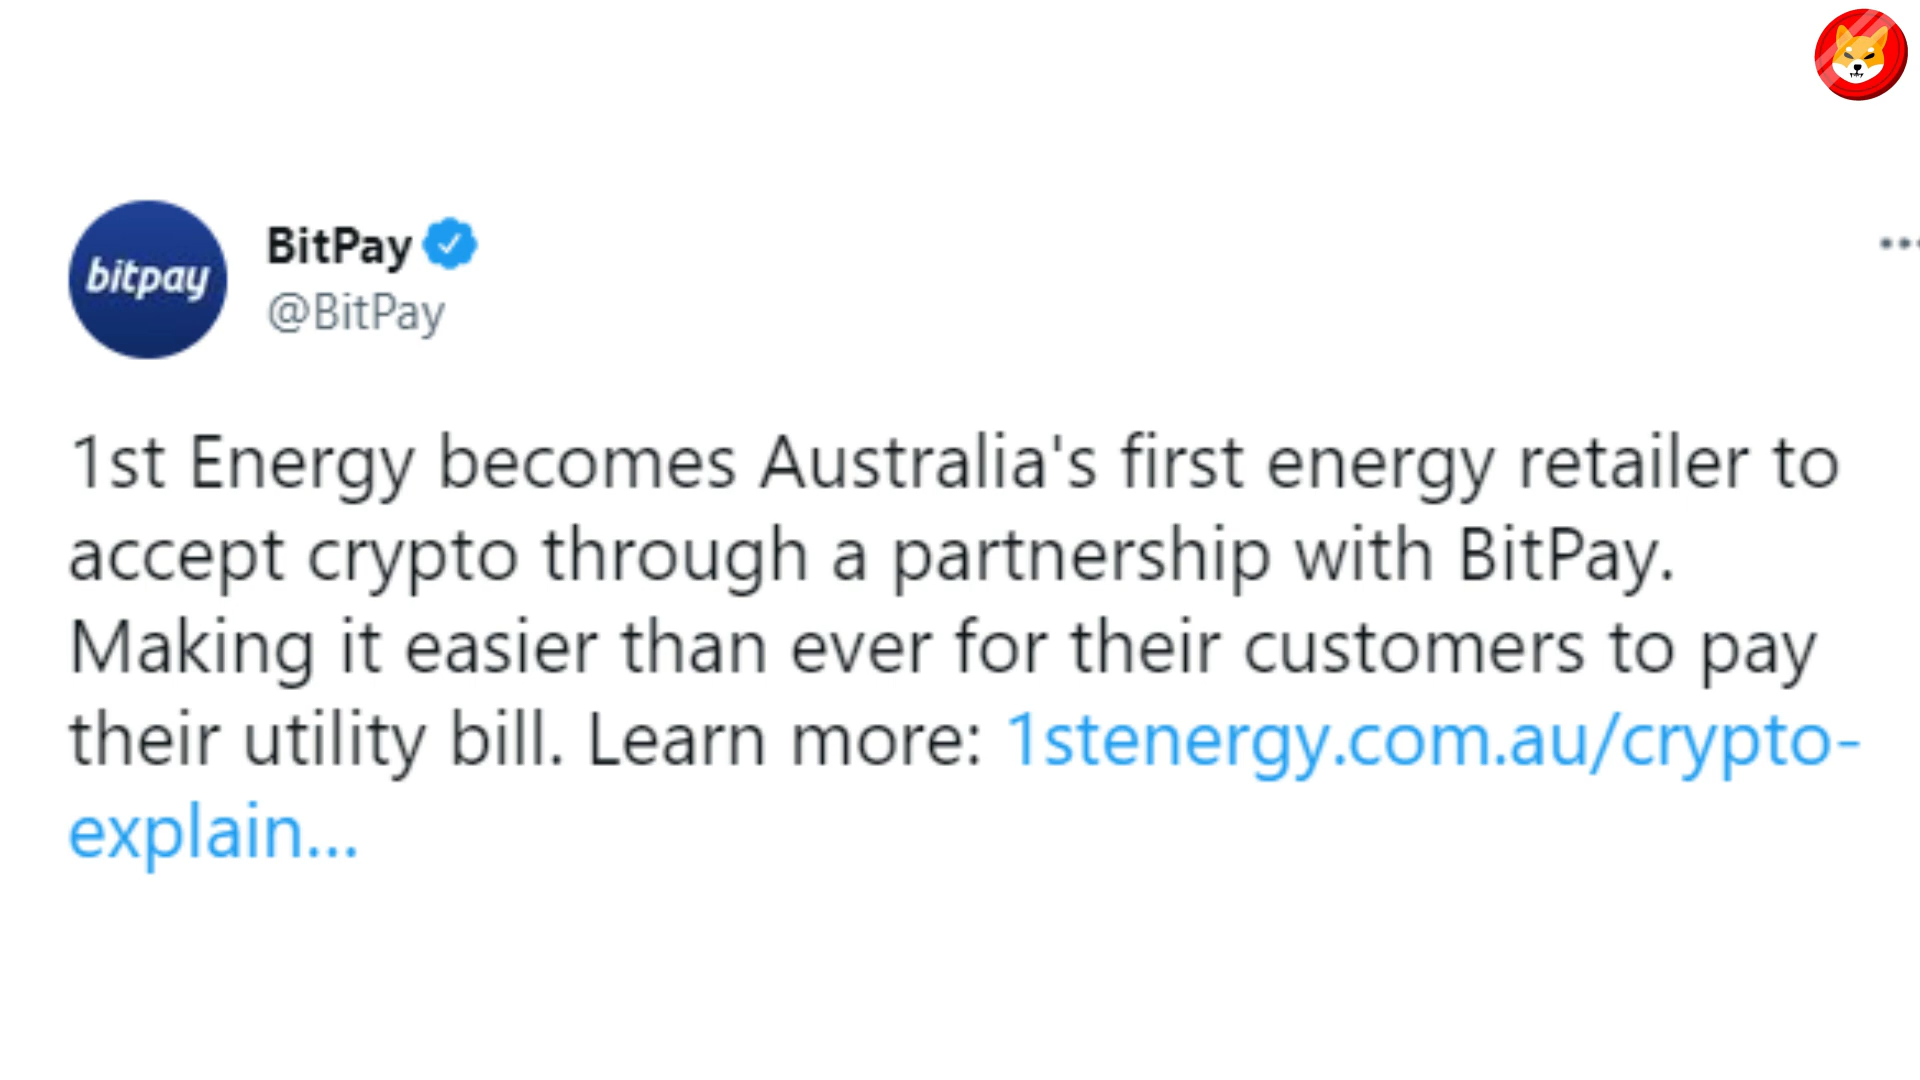 bitpay
BitPay
@BitPay
1st Energy becomes Australia's first energy retailer to
accept crypto through a partnership with BitPay.
Making it easier than ever for their customers to pay
their utility bill. Learn more: 1stenergy.com.au/crypto-
explain...